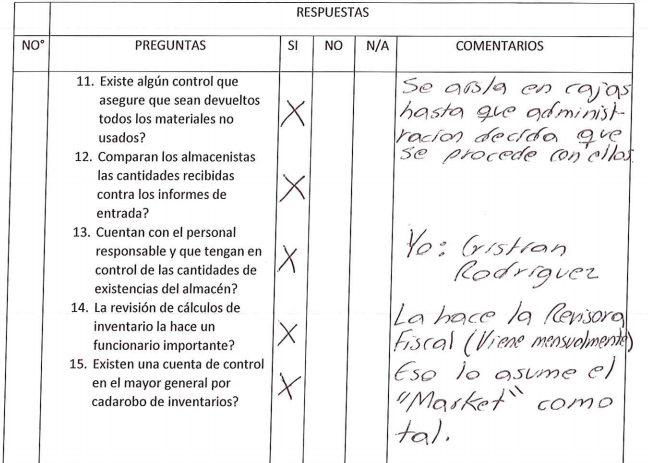 RESPUESTAS
NO° PREGUNTAS SI NO N/A COMENTARIOS
11. Existe algún control que
asegure que sean devueltos
todos los materiales no
usados?
X
Se aisla en cajas
hasta que administ-
racion decida que
se procede con ellos
12. Comparan los almacenistas
las cantidades recibidas
contra los informes de
entrada?
X
13. Cuentan con el personal
responsable y que tengan en
control de las cantidades de
existencias del almacén?
X
Yo: Cristian
Rodriguez
14. La revisión de cálculos de
inventario la hace un
funcionario importante?
X
La hace la Revisora
Fiscal (Viene mensualmente)
15. Existen una cuenta de control
en el mayor general por
cadarobo de inventarios?
X
Eso lo asume el
"Market" como
tal.